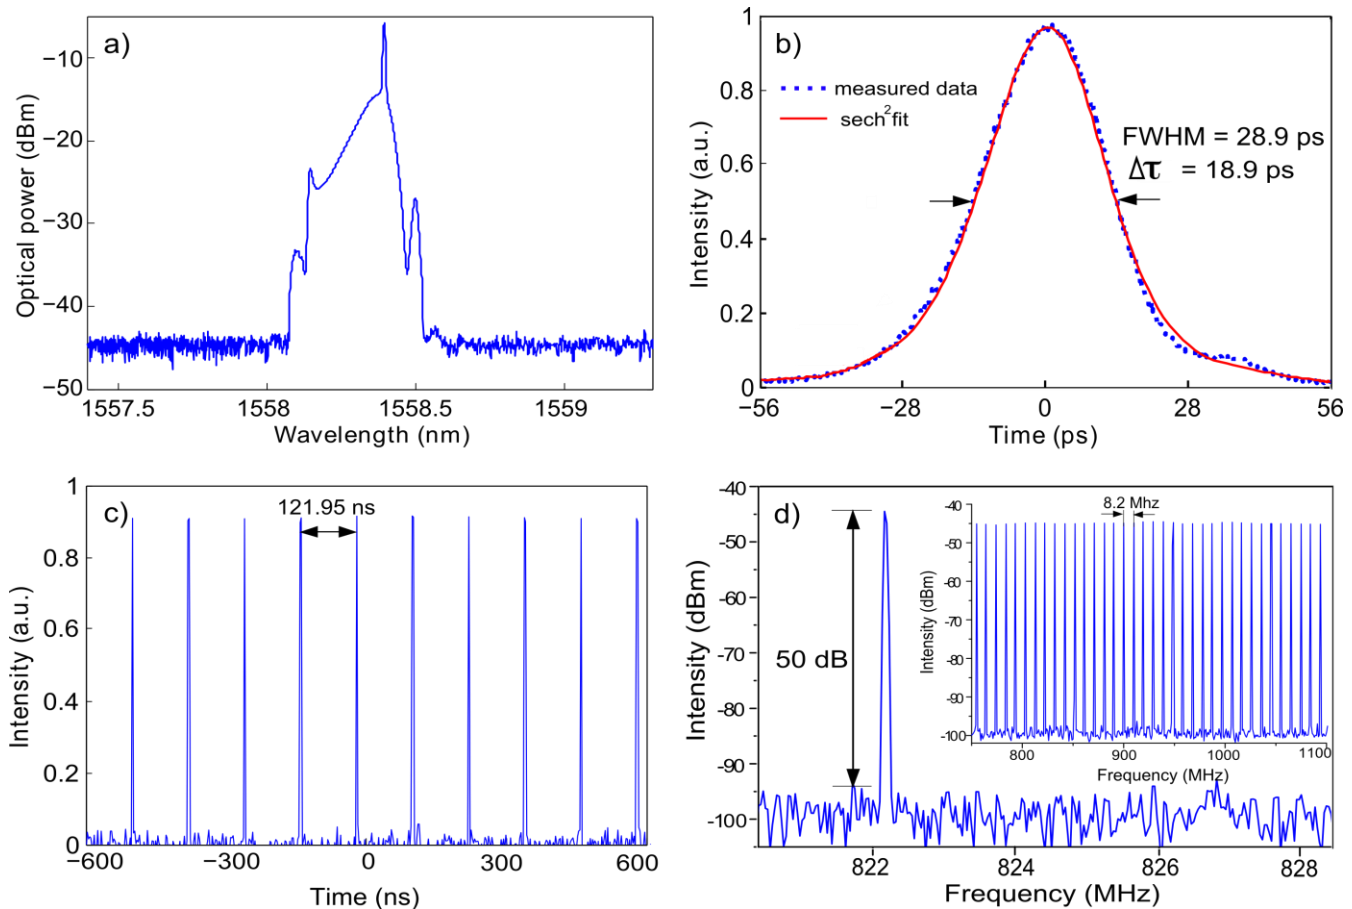 a)
−10
−20
−30
−40
−50
Optical power (dBm)
1557.5 1558 1558.5 1559
Wavelength (nm)
b)
1
0.8
0.6
0.4
0.2
0
Intensity (a.u.)
measured data
sech2fit
FWHM = 28.9 ps
Δτ = 18.9 ps
−56 −28 0 28 56
Time (ps)
c)
1
0.8
0.6
0.4
0.2
0
Intensity (a.u.)
121.95 ns
−600 −300 0 300 600
Time (ns)
d)
-40
-50
-60
-70
-80
-90
-100
Intensity (dBm)
50 dB
822 824 826 828
Frequency (MHz)
8.2 Mhz
-40
-50
-60
-70
-80
-90
-100
Intensity (dBm)
800 900 1000 1100
Frequency (MHz)